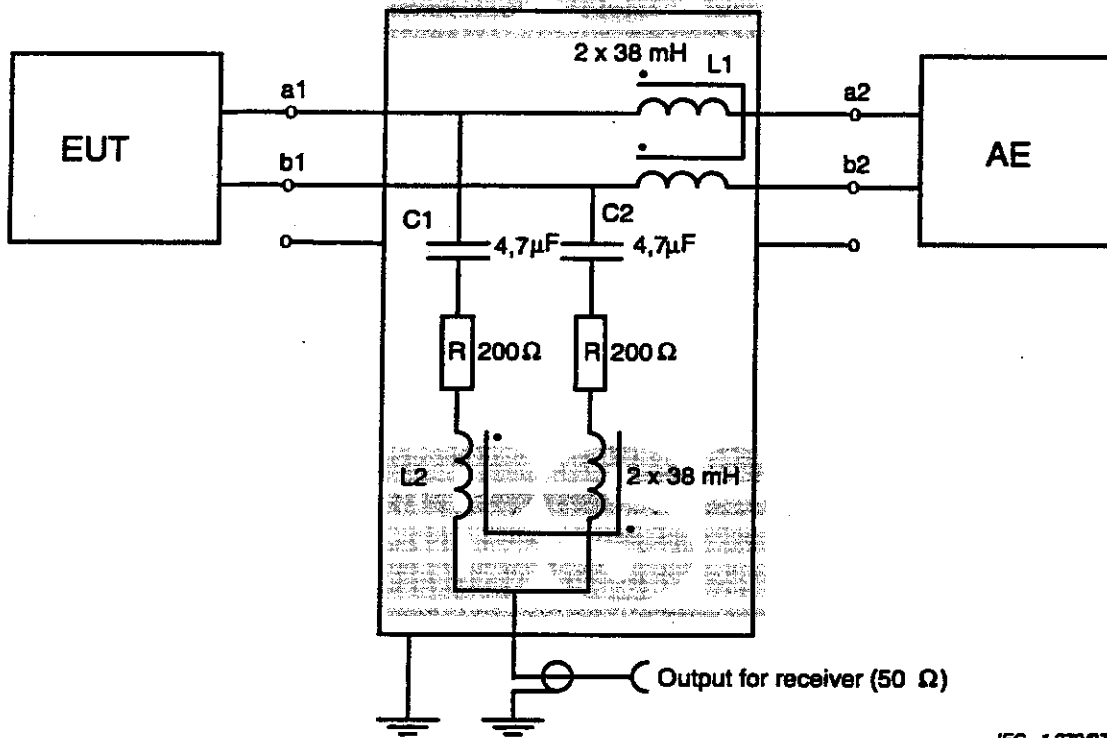 2 x 38 mH
L1
a1
a2
EUT
AE
b1
b2
C1
C2
4,7µF
4,7µF
R
200Ω
R
200Ω
L2
2 x 38 mH
Output for receiver (50 Ω)
IEC